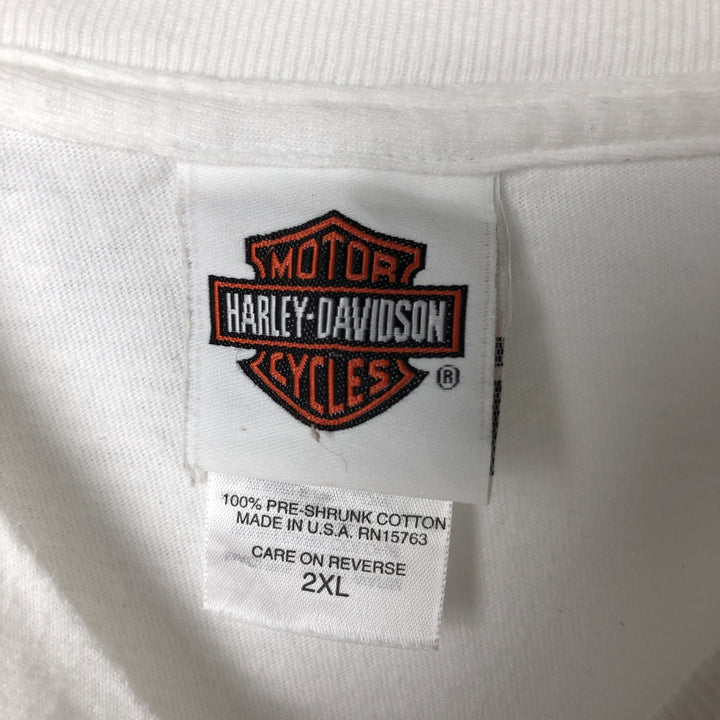 MOTOR
HARLEY-DAVIDSON
CYCLES
®
100% PRE-SHRUNK COTTON
MADE IN U.S.A. RN15763
CARE ON REVERSE
2XL